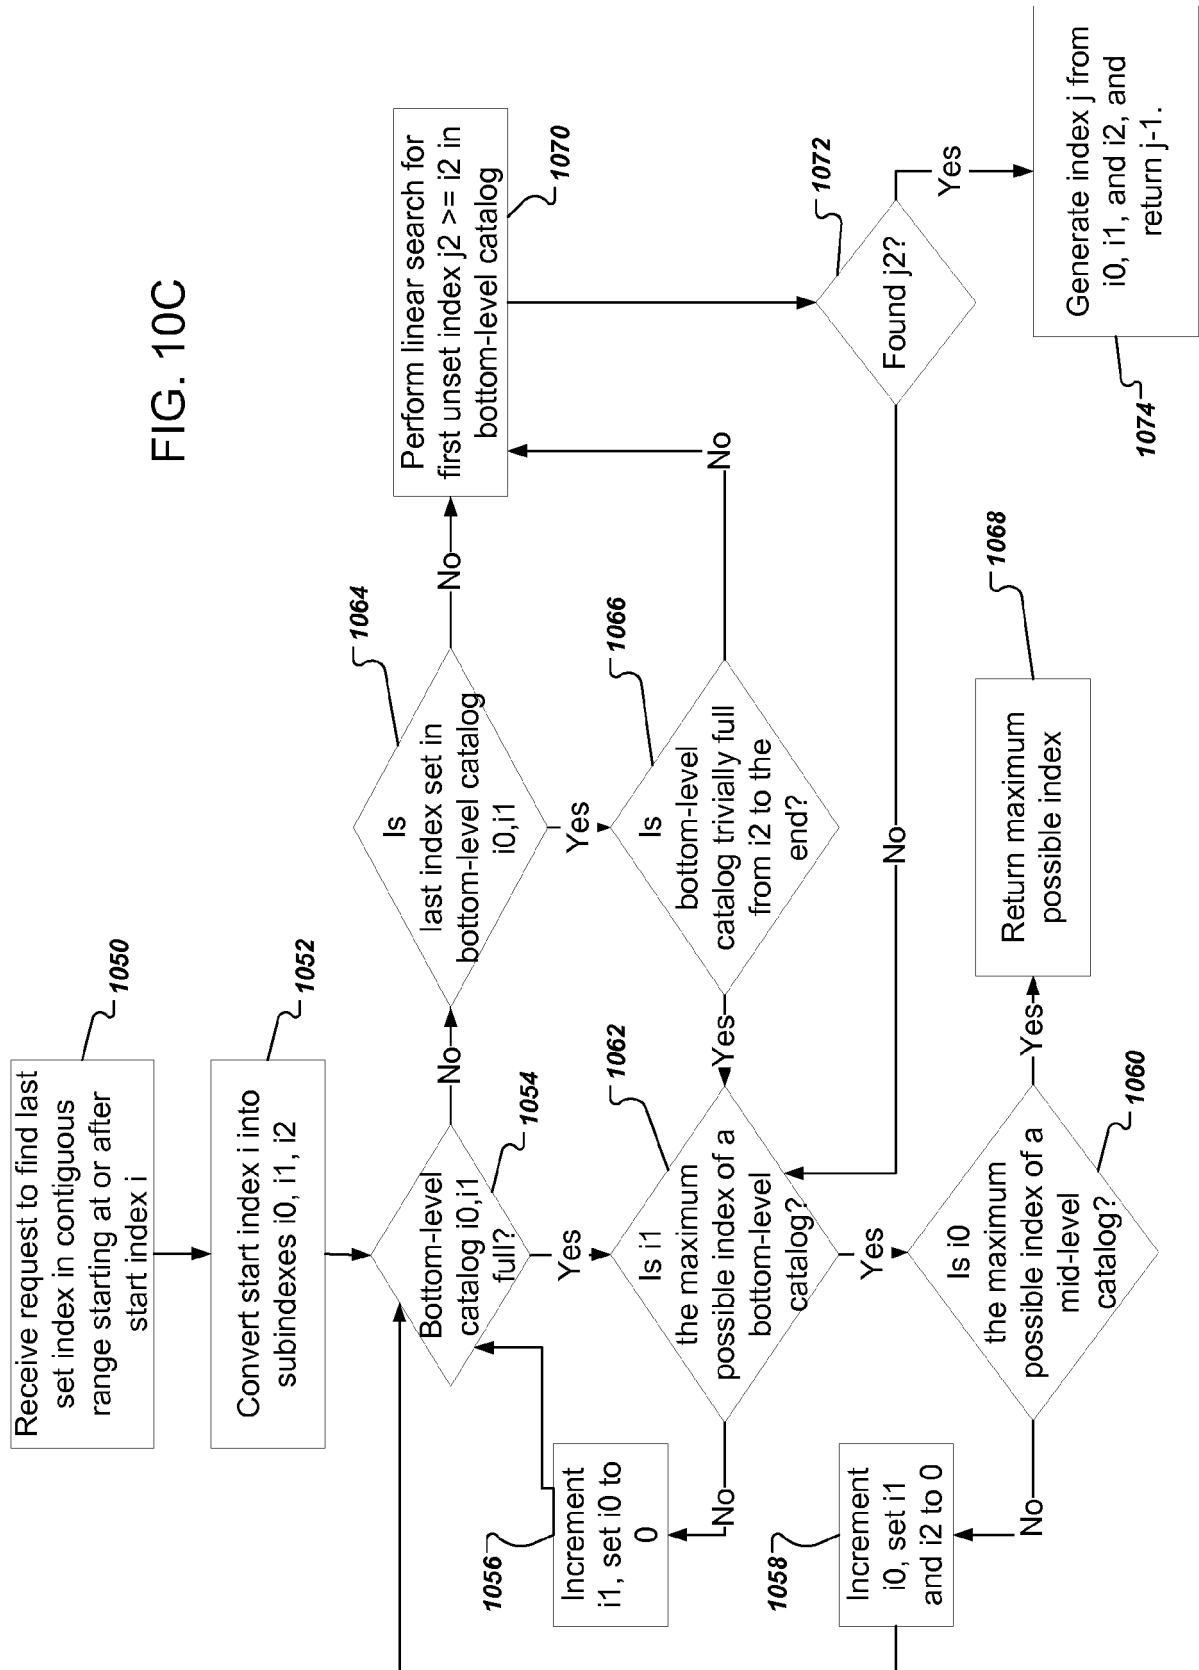 FIG. 10C
Receive request to find last
set index in contiguous
range starting at or after
start index i
1050
Convert start index i into
subindexes i0, i1, i2
1052
Bottom-level
catalog i0,i1
full?
1054
No
Yes
Is
last index set in
bottom-level catalog
i0,i1
1064
No
Yes
Perform linear search for
first unset index j2 >= i2 in
bottom-level catalog
1070
Increment
i1, set i0 to
0
1056
No
Is i1
the maximum
possible index of a
bottom-level
catalog?
1062
Yes
Yes
Is
bottom-level
catalog trivially full
from i2 to the
end?
1066
No
Found j2?
1072
No
Yes
Increment
i0, set i1
and i2 to 0
1058
No
Is i0
the maximum
possible index of a
mid-level
catalog?
1060
Yes
Return maximum
possible index
1068
Generate index j from
i0, i1, and i2, and
return j-1.
1074